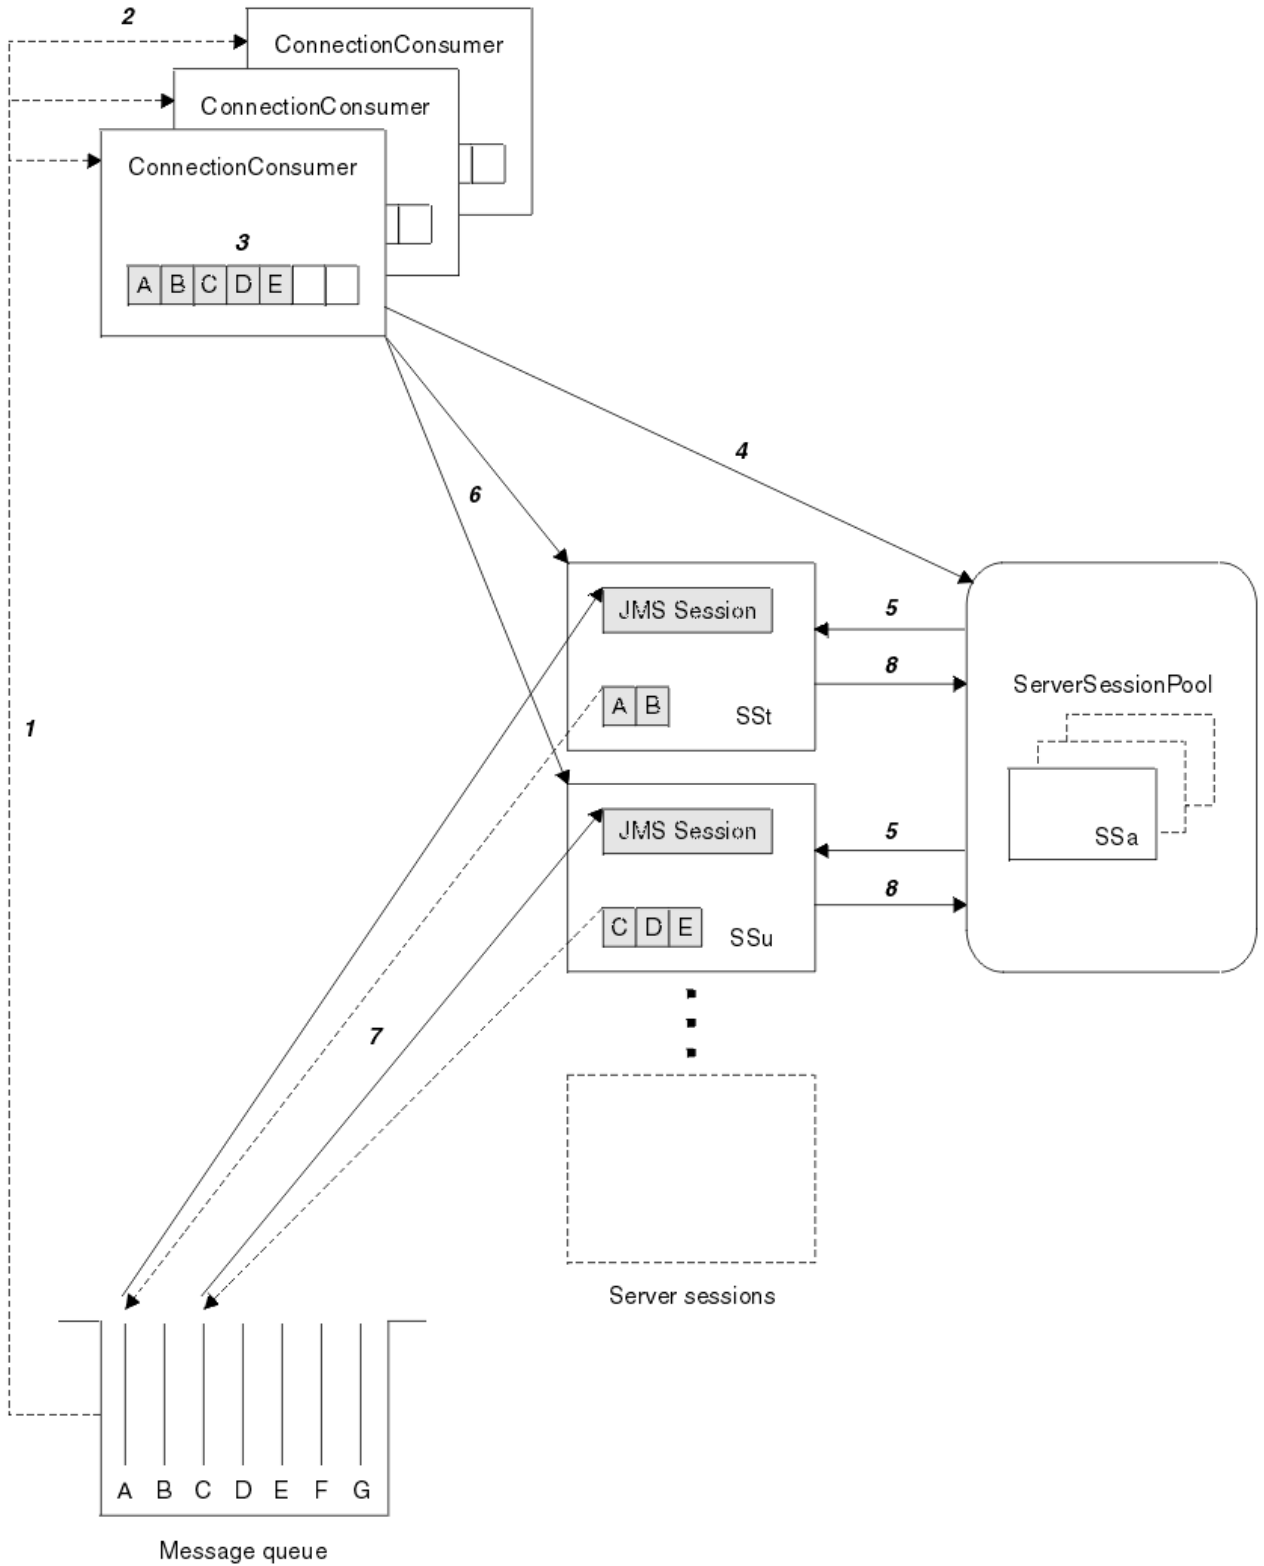 2
ConnectionConsumer
ConnectionConsumer
ConnectionConsumer
3
A B C D E
4
6
JMS Session
5
8
A B
SSt
ServerSessionPool
1
JMS Session
5
SSa
8
C D E
SSu
7
Server sessions
A B C D E F G
Message queue